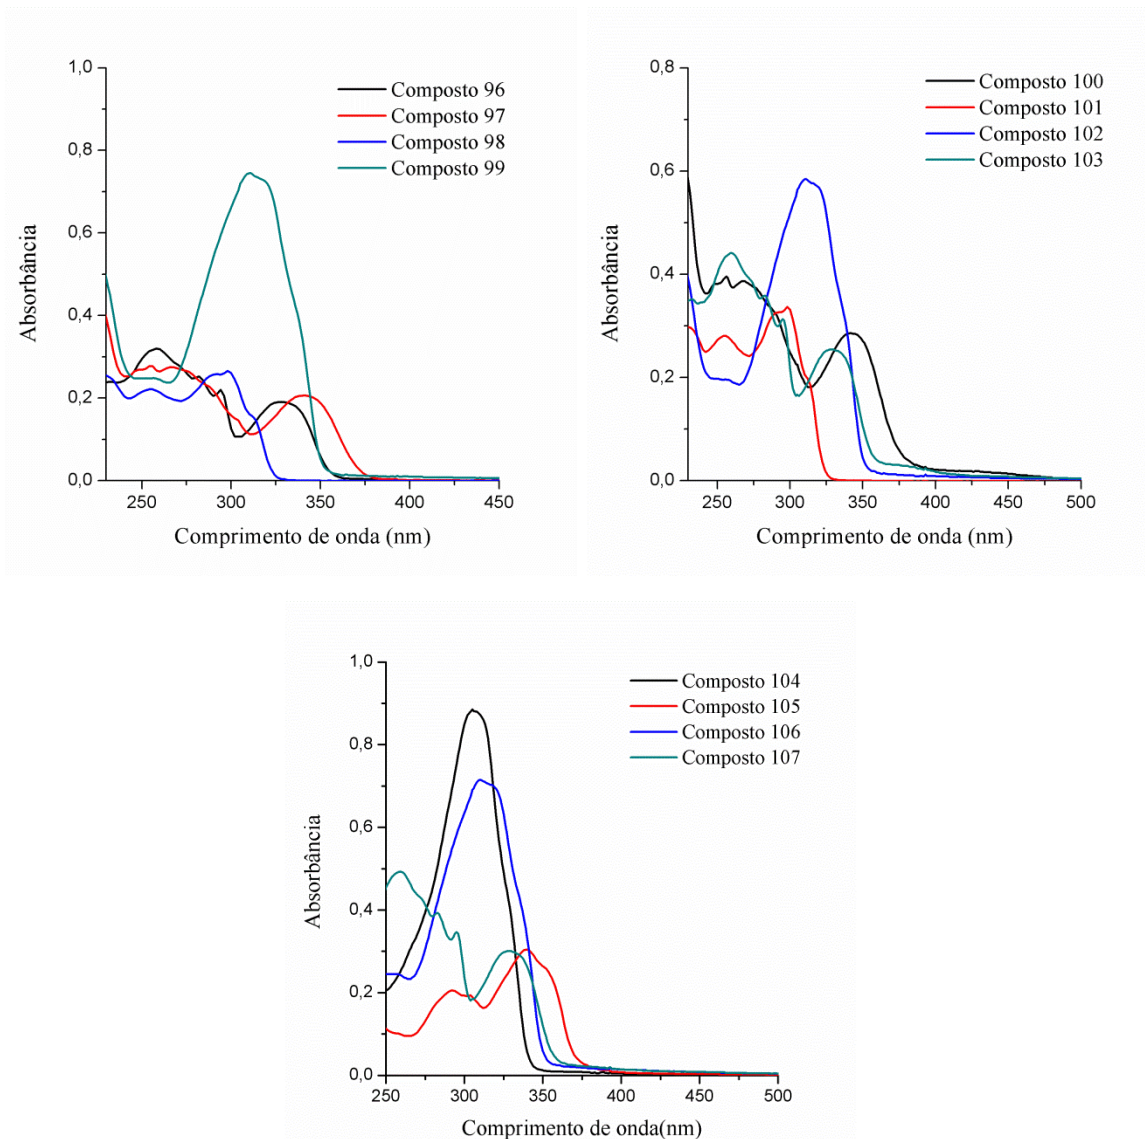 1,0
0,8
0,6
0,4
0,2
0,0
Absorbância
Composto 96
Composto 97
Composto 98
Composto 99
250 300 350 400 450
Comprimento de onda (nm)
0,8
0,6
0,4
0,2
0,0
Absorbância
Composto 100
Composto 101
Composto 102
Composto 103
250 300 350 400 450 500
Comprimento de onda (nm)
1,0
0,8
0,6
0,4
0,2
0,0
Absorbância
Composto 104
Composto 105
Composto 106
Composto 107
250 300 350 400 450 500
Comprimento de onda(nm)